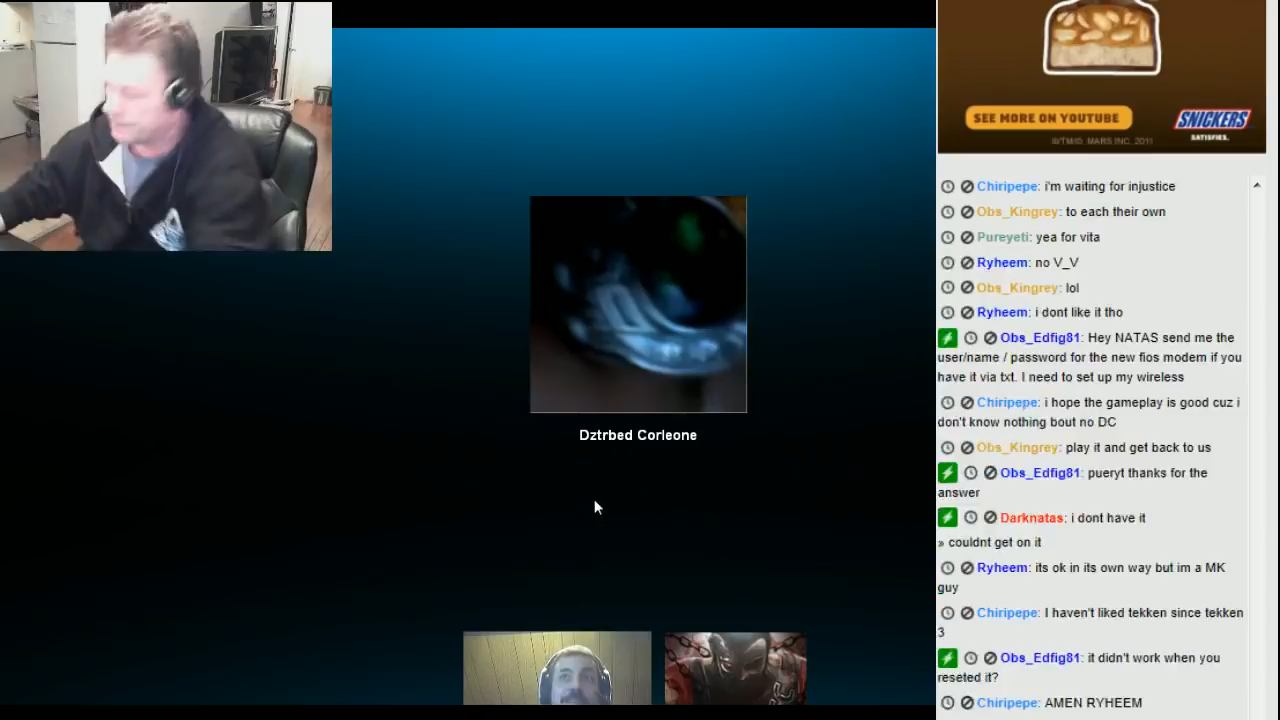 SEE MORE ON YOUTUBE
SNICKERS
SATISFIES.
®/TM/© MARS, INC. 2011
Chiripepe: i'm waiting for injustice
Obs_Kingrey: to each their own
Pureyeti: yea for vita
Ryheem: no V_V
Obs_Kingrey: lol
Ryheem: i dont like it tho
Obs_Edfig81: Hey NATAS send me the
user/name / password for the new fios modem if you
have it via txt. I need to set up my wireless
Chiripepe: i hope the gameplay is good cuz i
don't know nothing bout no DC
Obs_Kingrey: play it and get back to us
Obs_Edfig81: pueryt thanks for the
answer
Darknatas: i dont have it
» couldnt get on it
Ryheem: its ok in its own way but im a MK
guy
Chiripepe: I haven't liked tekken since tekken
3
Obs_Edfig81: it didn't work when you
reseted it?
Chiripepe: AMEN RYHEEM
Dztrbed Corleone